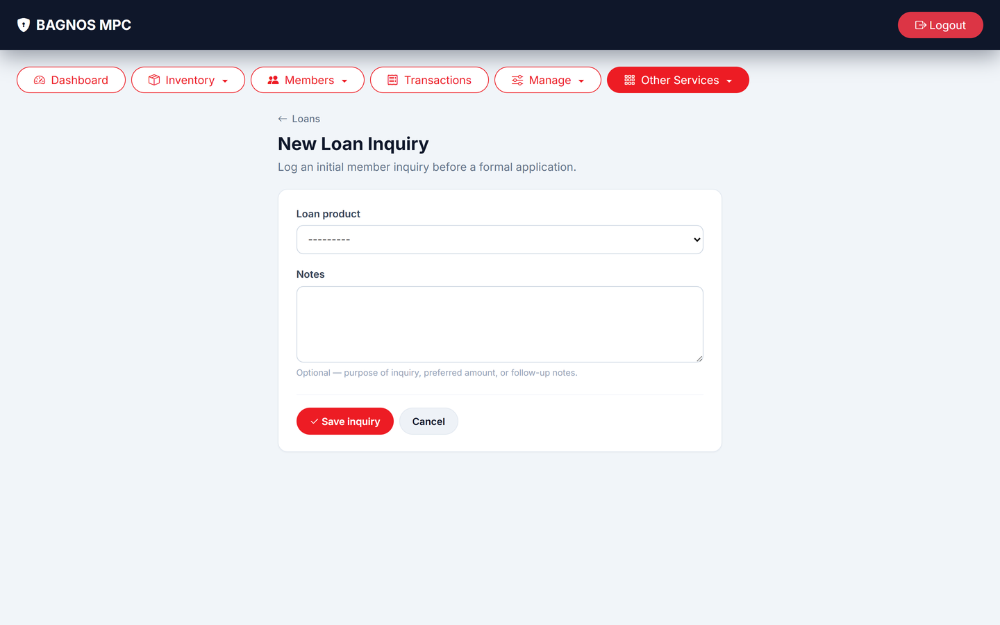 BAGNOS MPC
Logout
Dashboard
Inventory
Members
Transactions
Manage
Other Services
← Loans
New Loan Inquiry
Log an initial member inquiry before a formal application.
Loan product
---------
Notes
Optional — purpose of inquiry, preferred amount, or follow-up notes.
Save inquiry
Cancel